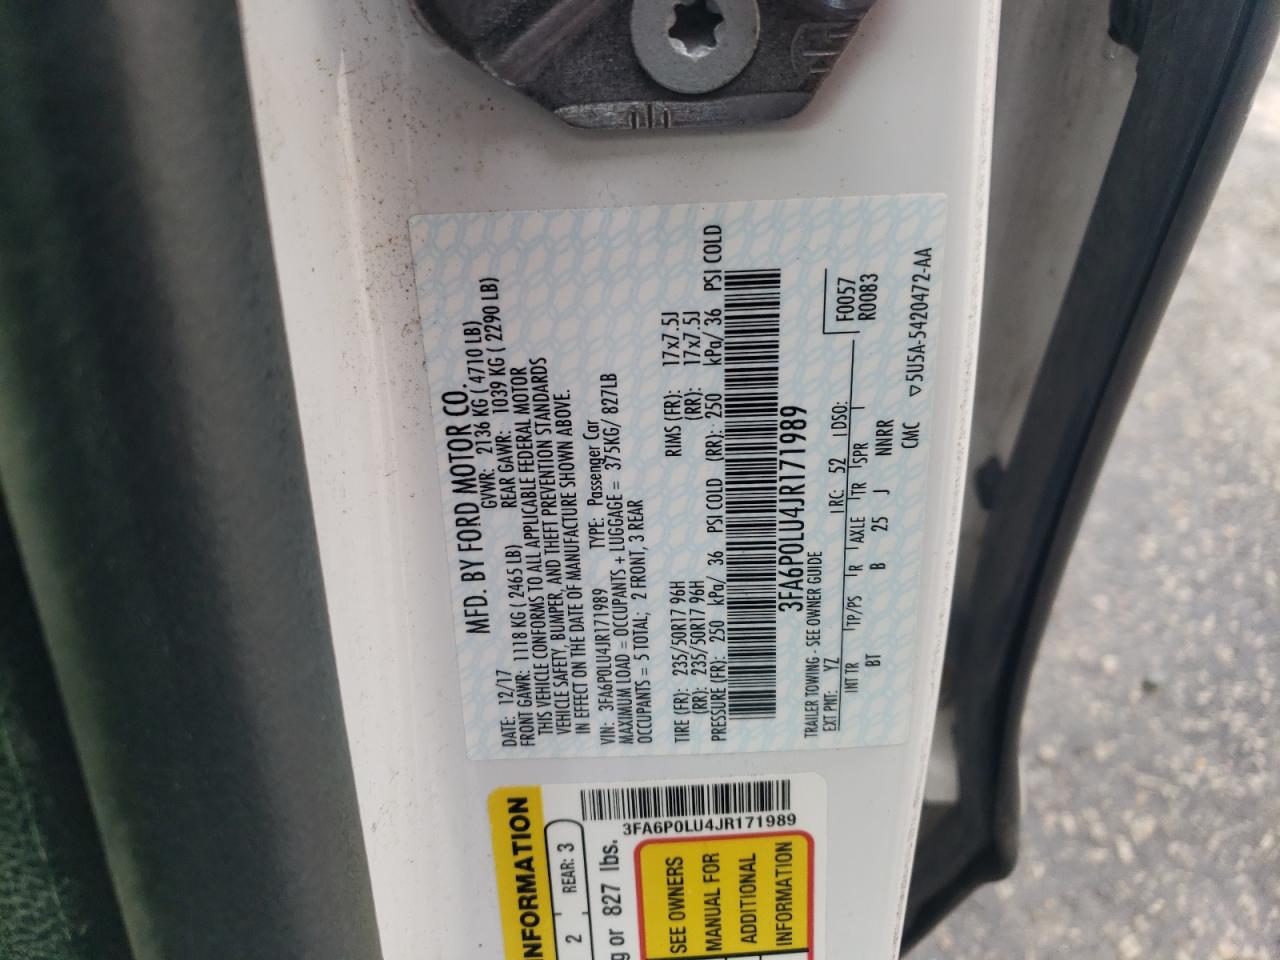 MFD. BY FORD MOTOR CO.
DATE: 12/17 GVWR: 2136 KG ( 4710 LB)
FRONT GAWR: 1118 KG ( 2465 LB) REAR GAWR: 1039 KG ( 2290 LB)
THIS VEHICLE CONFORMS TO ALL APPLICABLE FEDERAL MOTOR
VEHICLE SAFETY, BUMPER, AND THEFT PREVENTION STANDARDS
IN EFFECT ON THE DATE OF MANUFACTURE SHOWN ABOVE.
VIN: 3FA6P0LU4JR171989 TYPE: Passenger Car
MAXIMUM LOAD = OCCUPANTS + LUGGAGE = 375KG/ 827LB
OCCUPANTS = 5 TOTAL; 2 FRONT, 3 REAR
TIRE (FR): 235/50R17 96H RIMS (FR): 17x7.5J
(RR): 235/50R17 96H (RR): 17x7.5J
PRESSURE (FR): 250 kPa/ 36 PSI COLD (RR): 250 kPa/ 36 PSI COLD
3FA6P0LU4JR171989
TRAILER TOWING - SEE OWNER GUIDE
EXT PNT: YZ RC: 52 DSO: F0057
INT TR TP/PS R AXLE TR SPR R0083
BT B 25 J NNRR
CMC ▽5U5A-5420472-AA
INFORMATION
2 REAR: 3
g or 827 lbs.
3FA6P0LU4JR171989
SEE OWNERS
MANUAL FOR
ADDITIONAL
INFORMATION